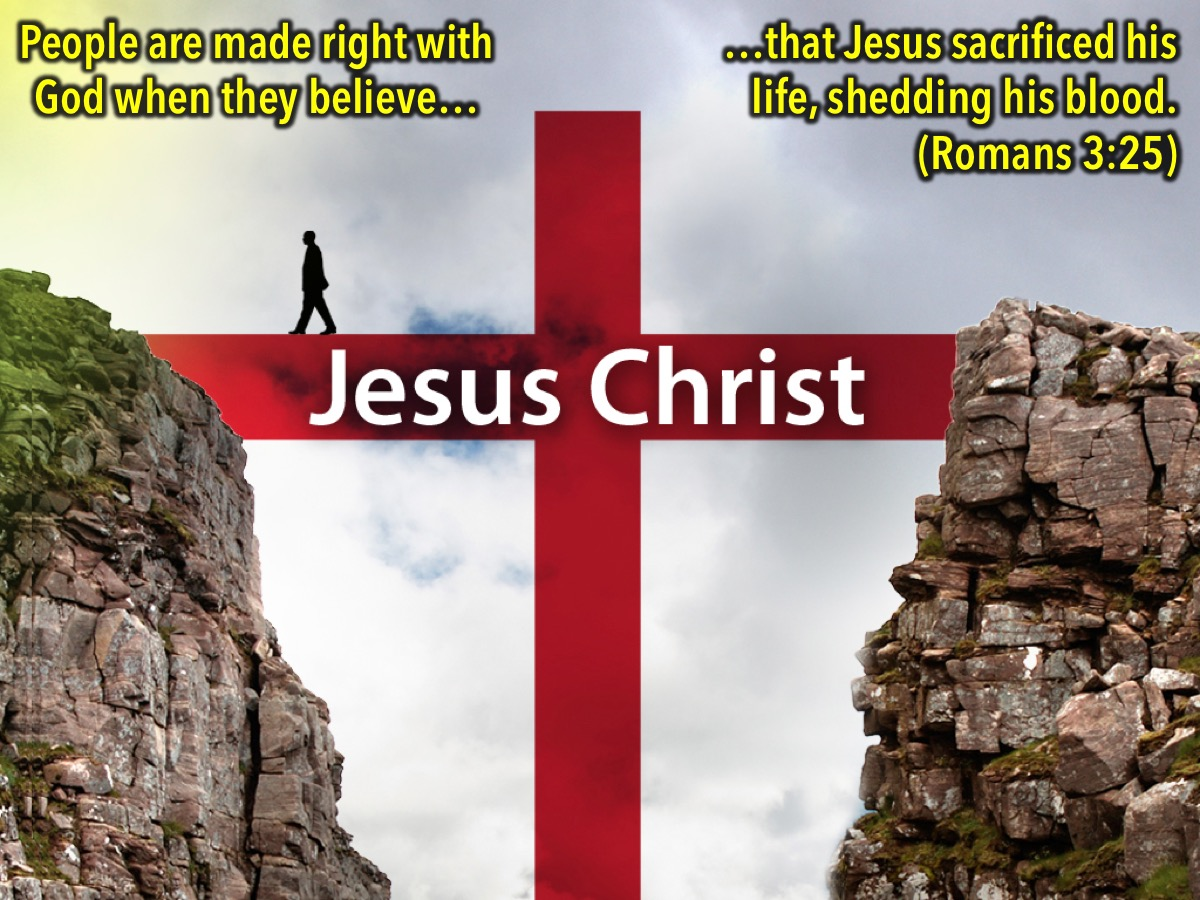 People are made right with
God when they believe…
…that Jesus sacrificed his
life, shedding his blood.
(Romans 3:25)
Jesus Christ